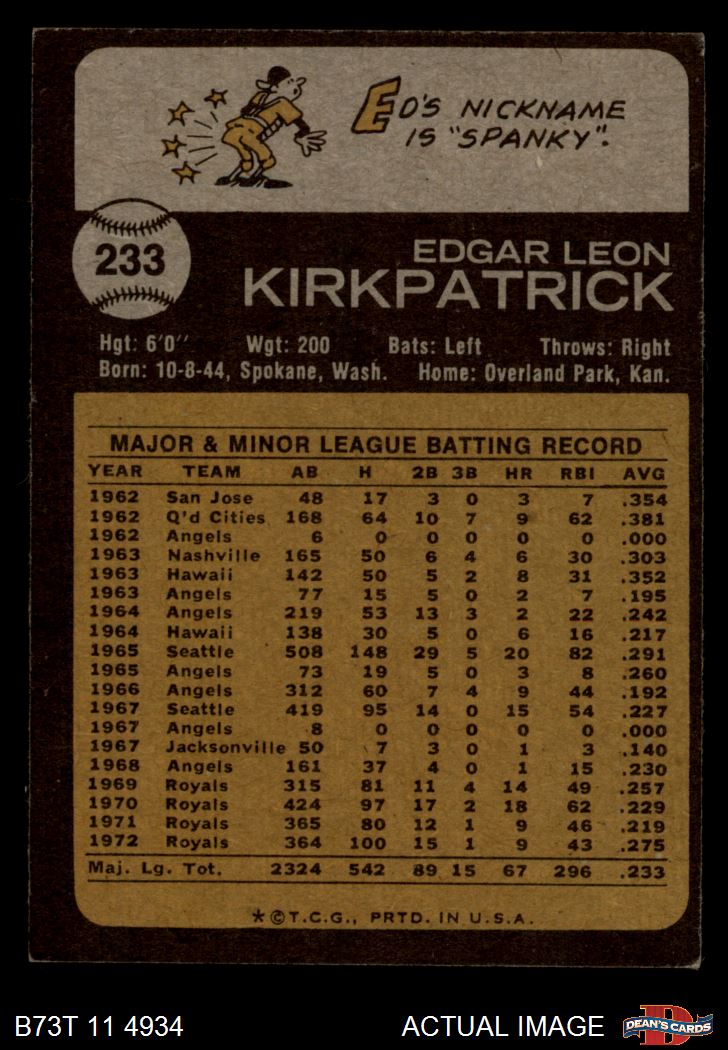 ED'S NICKNAME
IS "SPANKY".
233
EDGAR LEON
KIRKPATRICK
Hgt: 6'0" Wgt: 200 Bats: Left Throws: Right
Born: 10-8-44, Spokane, Wash. Home: Overland Park, Kan.
MAJOR & MINOR LEAGUE BATTING RECORD
YEAR TEAM AB H 2B 3B HR RBI AVG
1962 San Jose 48 17 3 0 3 7 .354
1962 Q'd Cities 168 64 10 7 9 62 .381
1962 Angels 6 0 0 0 0 0 .000
1963 Nashville 165 50 6 4 6 30 .303
1963 Hawaii 142 50 5 2 8 31 .352
1963 Angels 77 15 5 0 2 7 .195
1964 Angels 219 53 13 3 2 22 .242
1964 Hawaii 138 30 5 0 6 16 .217
1965 Seattle 508 148 29 5 20 82 .291
1965 Angels 73 19 5 0 3 8 .260
1966 Angels 312 60 7 4 9 44 .192
1967 Seattle 419 95 14 0 15 54 .227
1967 Angels 8 0 0 0 0 0 .000
1967 Jacksonville 50 7 3 0 1 3 .140
1968 Angels 161 37 4 0 1 15 .230
1969 Royals 315 81 11 4 14 49 .257
1970 Royals 424 97 17 2 18 62 .229
1971 Royals 365 80 12 1 9 46 .219
1972 Royals 364 100 15 1 9 43 .275
Maj. Lg. Tot. 2324 542 89 15 67 296 .233
*©T.C.G., PRTD. IN U.S.A.
B73T 11 4934 ACTUAL IMAGE
D
DEAN'S CARDS